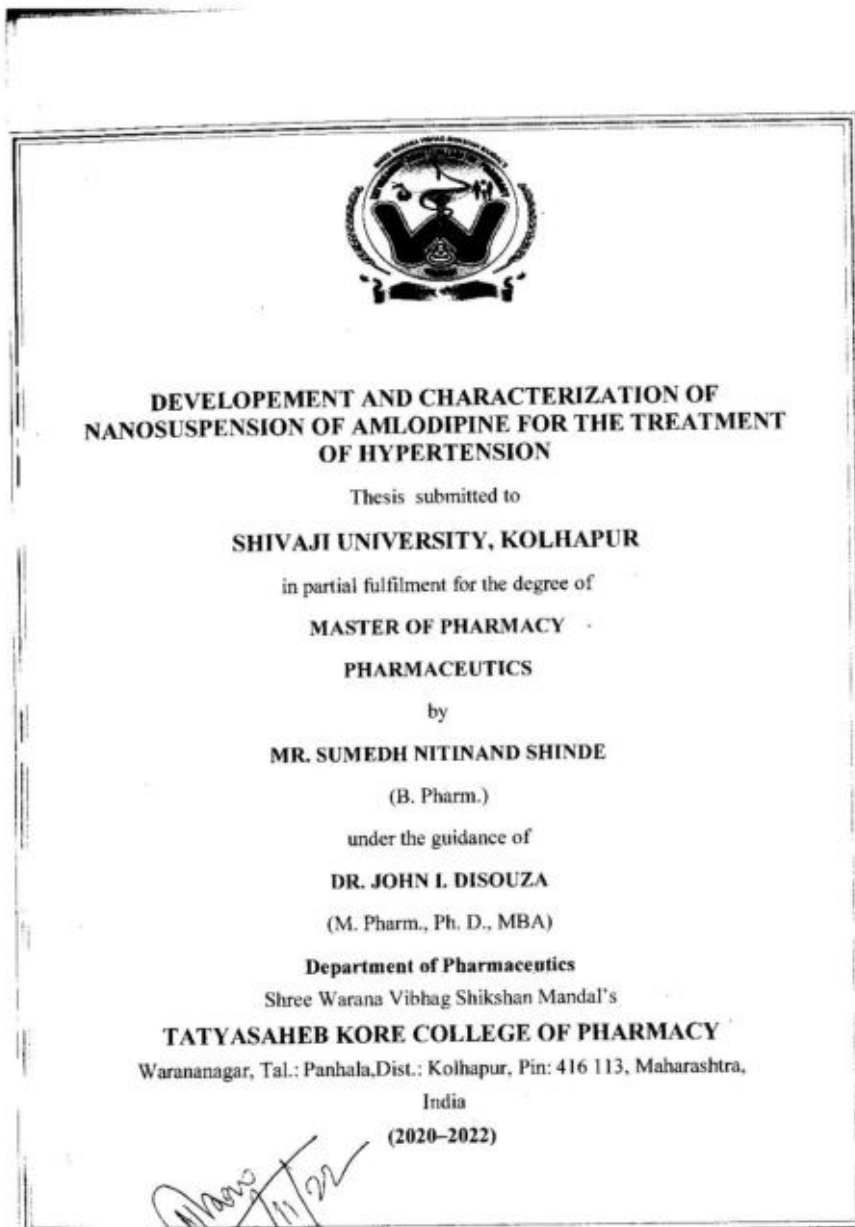 DEVELOPEMENT AND CHARACTERIZATION OF
NANOSUSPENSION OF AMLODIPINE FOR THE TREATMENT
OF HYPERTENSION
Thesis submitted to
SHIVAJI UNIVERSITY, KOLHAPUR
in partial fulfilment for the degree of
MASTER OF PHARMACY
PHARMACEUTICS
by
MR. SUMEDH NITINAND SHINDE
(B. Pharm.)
under the guidance of
DR. JOHN I. DISOUZA
(M. Pharm., Ph. D., MBA)
Department of Pharmaceutics
Shree Warana Vibhag Shikshan Mandal's
TATYASAHEB KORE COLLEGE OF PHARMACY
Warananagar, Tal.: Panhala,Dist.: Kolhapur, Pin: 416 113, Maharashtra,
India
(2020–2022)
11/22